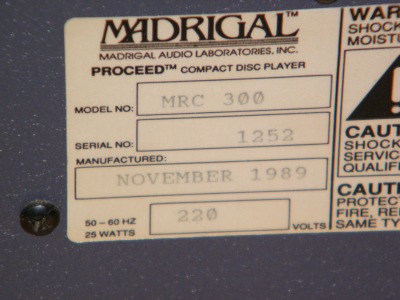 MADRIGAL™
MADRIGAL AUDIO LABORATORIES, INC.
PROCEED™ COMPACT DISC PLAYER
MODEL NO: MRC 300
SERIAL NO: 1252
MANUFACTURED:
NOVEMBER 1989
50-60 HZ
25 WATTS
220 VOLTS
WAR
SHOCK
MOISTU
CAUT
SHOCK
SERVIC
QUALIF
CAUTI
PROTEC
FIRE, RE
SAME TY